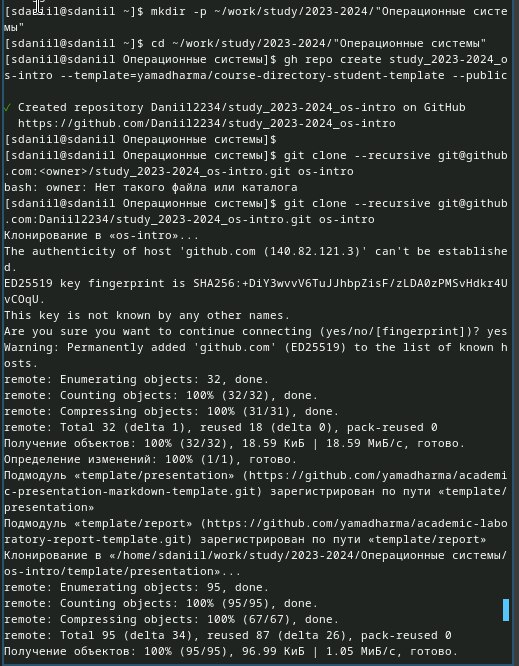 [sdaniil@sdaniil ~]$ mkdir -p ~/work/study/2023-2024/"Операционные систе
мы"
[sdaniil@sdaniil ~]$ cd ~/work/study/2023-2024/"Операционные системы"
[sdaniil@sdaniil Операционные системы]$ gh repo create study_2023-2024_o
s-intro --template=yamadharma/course-directory-student-template --public
✓ Created repository Daniil2234/study_2023-2024_os-intro on GitHub
https://github.com/Daniil2234/study_2023-2024_os-intro
[sdaniil@sdaniil Операционные системы]$
[sdaniil@sdaniil Операционные системы]$ git clone --recursive git@github
.com:<owner>/study_2023-2024_os-intro.git os-intro
bash: owner: Нет такого файла или каталога
[sdaniil@sdaniil Операционные системы]$ git clone --recursive git@github
.com:Daniil2234/study_2023-2024_os-intro.git os-intro
Клонирование в «os-intro»...
The authenticity of host 'github.com (140.82.121.3)' can't be establishe
d.
ED25519 key fingerprint is SHA256:+DiY3wvvV6TuJJhbpZisF/zLDA0zPMSvHdkr4U
vCOqU.
This key is not known by any other names.
Are you sure you want to continue connecting (yes/no/[fingerprint])? yes
Warning: Permanently added 'github.com' (ED25519) to the list of known h
osts.
remote: Enumerating objects: 32, done.
remote: Counting objects: 100% (32/32), done.
remote: Compressing objects: 100% (31/31), done.
remote: Total 32 (delta 1), reused 18 (delta 0), pack-reused 0
Получение объектов: 100% (32/32), 18.59 КиБ | 18.59 МиБ/с, готово.
Определение изменений: 100% (1/1), готово.
Подмодуль «template/presentation» (https://github.com/yamadharma/academi
c-presentation-markdown-template.git) зарегистрирован по пути «template/
presentation»
Подмодуль «template/report» (https://github.com/yamadharma/academic-labo
ratory-report-template.git) зарегистрирован по пути «template/report»
Клонирование в «/home/sdaniil/work/study/2023-2024/Операционные системы/
os-intro/template/presentation»...
remote: Enumerating objects: 95, done.
remote: Counting objects: 100% (95/95), done.
remote: Compressing objects: 100% (67/67), done.
remote: Total 95 (delta 34), reused 87 (delta 26), pack-reused 0
Получение объектов: 100% (95/95), 96.99 КиБ | 1.05 МиБ/с, готово.